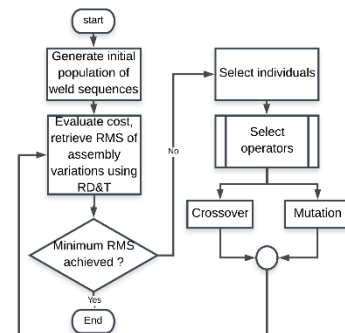 start
Generate initial
population of
weld sequences
Evaluate cost,
retrieve RMS of
assembly
variations using
RD&T
Minimum RMS
achieved ?
Yes
End
No
Select individuals
Select
operators
Crossover
Mutation